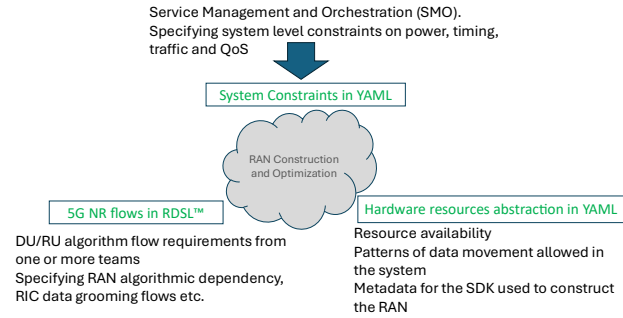 Service Management and Orchestration (SMO).
Specifying system level constraints on power, timing,
traffic and QoS
System Constraints in YAML
RAN Construction
and Optimization
5G NR flows in RDSL™
DU/RU algorithm flow requirements from
one or more teams
Specifying RAN algorithmic dependency,
RIC data grooming flows etc.
Hardware resources abstraction in YAML
Resource availability
Patterns of data movement allowed in
the system
Metadata for the SDK used to construct
the RAN